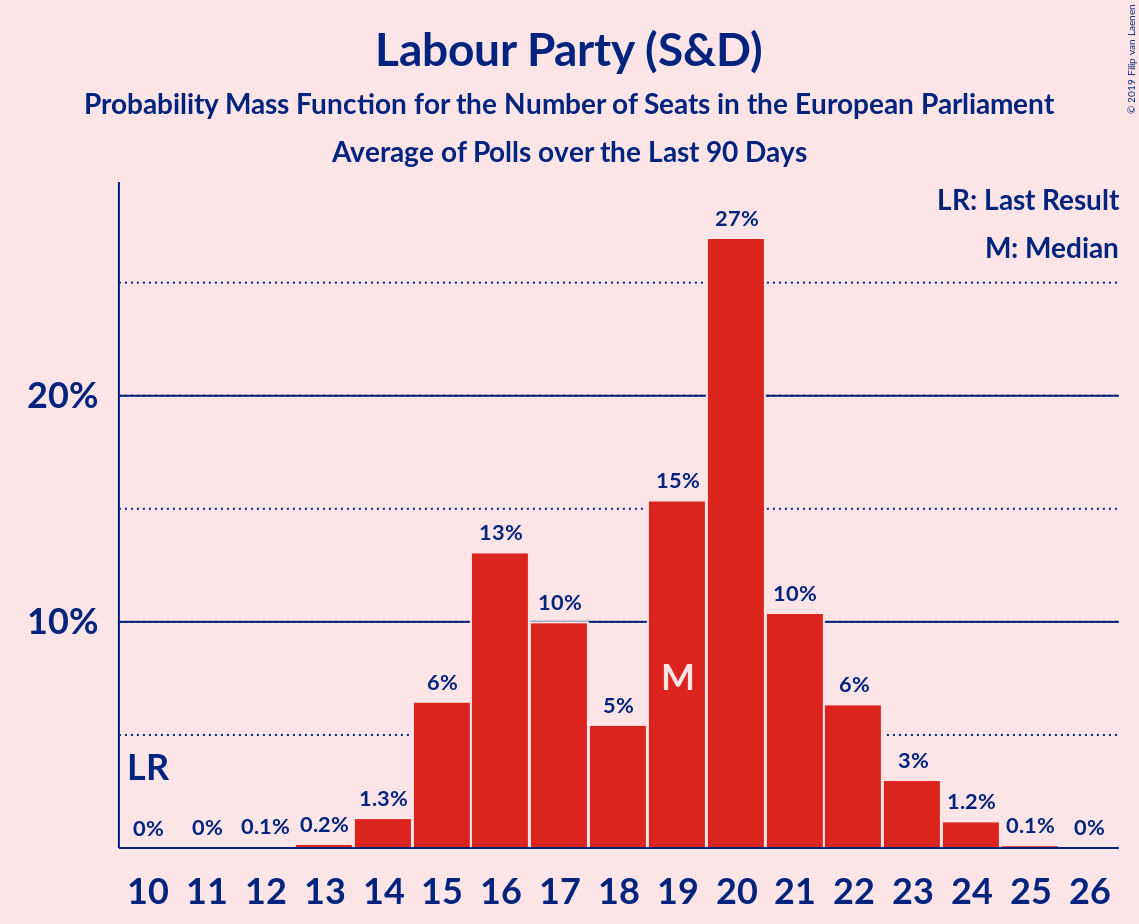 Labour Party (S&D)
Probability Mass Function for the Number of Seats in the European Parliament
Average of Polls over the Last 90 Days
© 2019 Filip van Laenen
LR: Last Result
M: Median
27%
20%
15%
13%
10%
10%
10%
M
6%
6%
5%
3%
LR
1.3%
1.2%
0%
0%
0.1%
0.2%
0.1%
0%
10 11 12 13 14 15 16 17 18 19 20 21 22 23 24 25 26